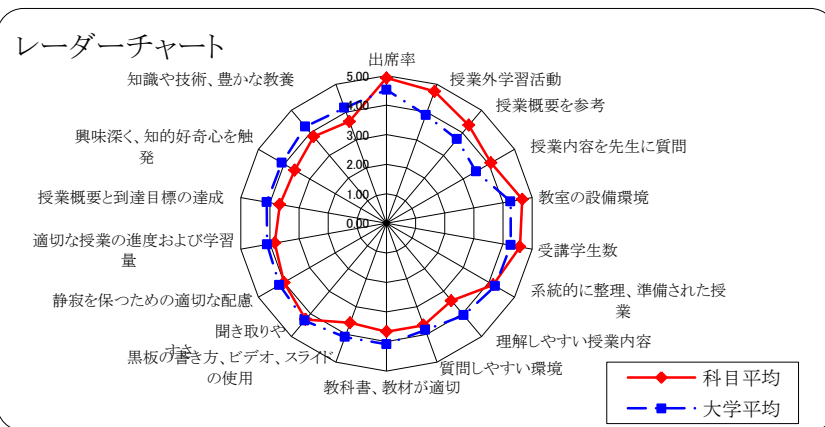 レーダーチャート
出席率
授業外学習活動
授業概要を参考
授業内容を先生に質問
教室の設備環境
受講学生数
系統的に整理、準備された授
業
理解しやすい授業内容
質問しやすい環境
教科書、教材が適切
黒板の書き方、ビデオ、スライド
の使用
聞き取りや
すさ
静寂を保つための適切な配慮
適切な授業の進度および学習
量
授業概要と到達目標の達成
興味深く、知的好奇心を触
発
知識や技術、豊かな教養
5.00
4.00
3.00
2.00
1.00
0.00
科目平均
大学平均